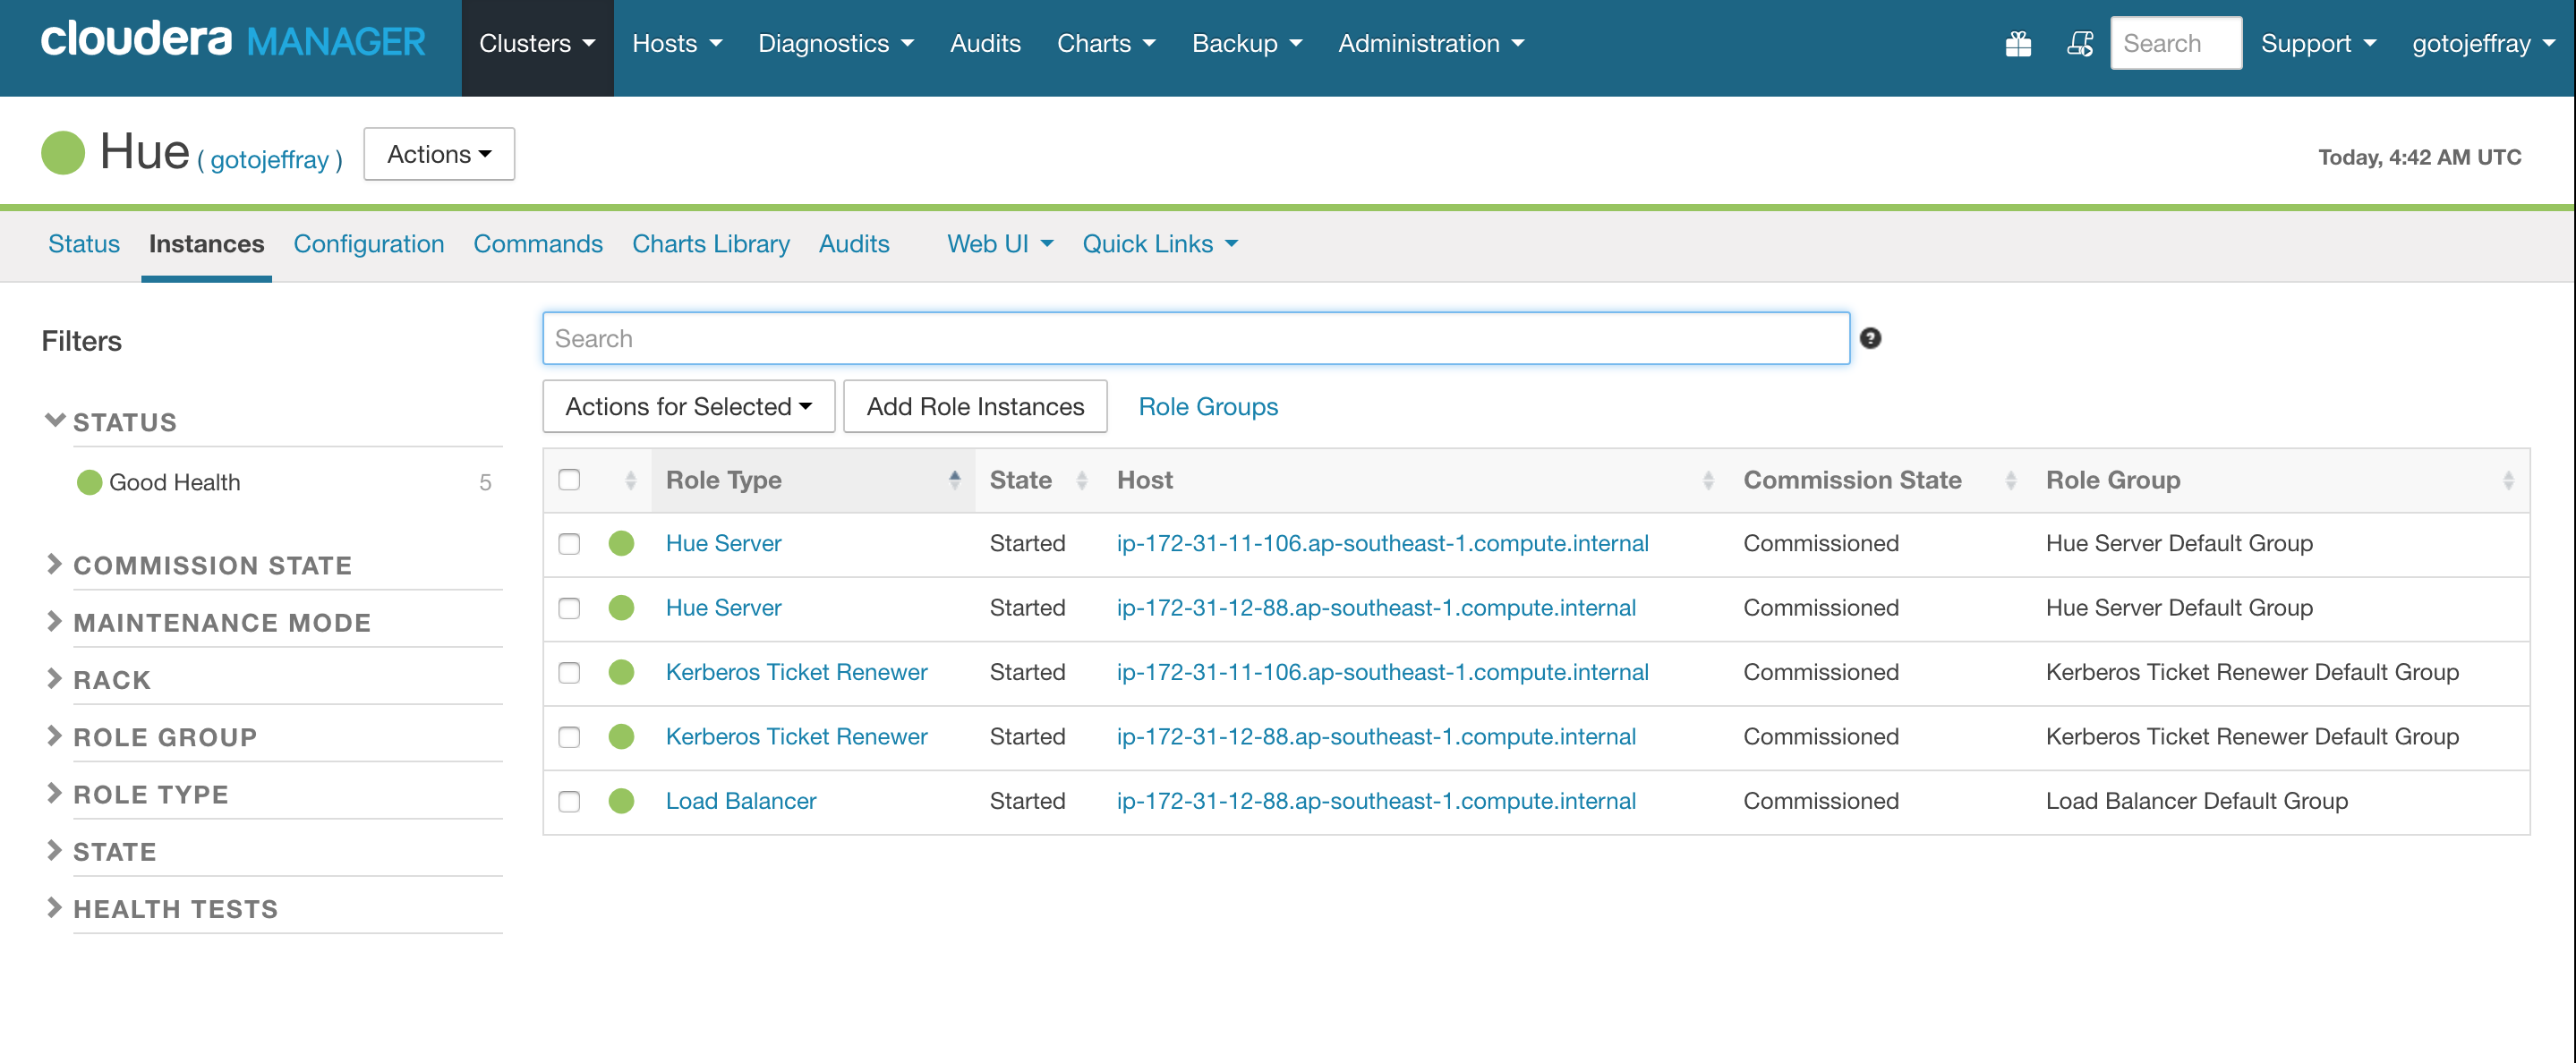 cloudera MANAGER Clusters Hosts Diagnostics Audits Charts Backup Administration Search Support gotojeffray
Hue ( gotojeffray ) Actions Today, 4:42 AM UTC
Status Instances Configuration Commands Charts Library Audits Web UI Quick Links
Filters
STATUS
Good Health 5
COMMISSION STATE
MAINTENANCE MODE
RACK
ROLE GROUP
ROLE TYPE
STATE
HEALTH TESTS
Search ?
Actions for Selected Add Role Instances Role Groups
Role Type State Host Commission State Role Group
Hue Server Started ip-172-31-11-106.ap-southeast-1.compute.internal Commissioned Hue Server Default Group
Hue Server Started ip-172-31-12-88.ap-southeast-1.compute.internal Commissioned Hue Server Default Group
Kerberos Ticket Renewer Started ip-172-31-11-106.ap-southeast-1.compute.internal Commissioned Kerberos Ticket Renewer Default Group
Kerberos Ticket Renewer Started ip-172-31-12-88.ap-southeast-1.compute.internal Commissioned Kerberos Ticket Renewer Default Group
Load Balancer Started ip-172-31-12-88.ap-southeast-1.compute.internal Commissioned Load Balancer Default Group